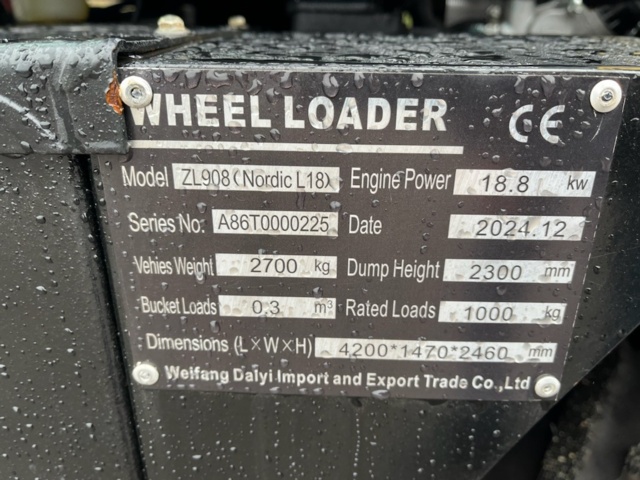 WHEEL LOADER CE
Model ZL908(Nordic L18) Engine Power 18.8 kw
Series No. A86T0000225 Date 2024.12
Vehies Weight 2700 kg Dump Height 2300 mm
Bucket Loads 0.3 m³ Rated Loads 1000 kg
Dimensions (L×W×H) 4200*1470*2460 mm
Weifang Dalyi Import and Export Trade Co.,Ltd